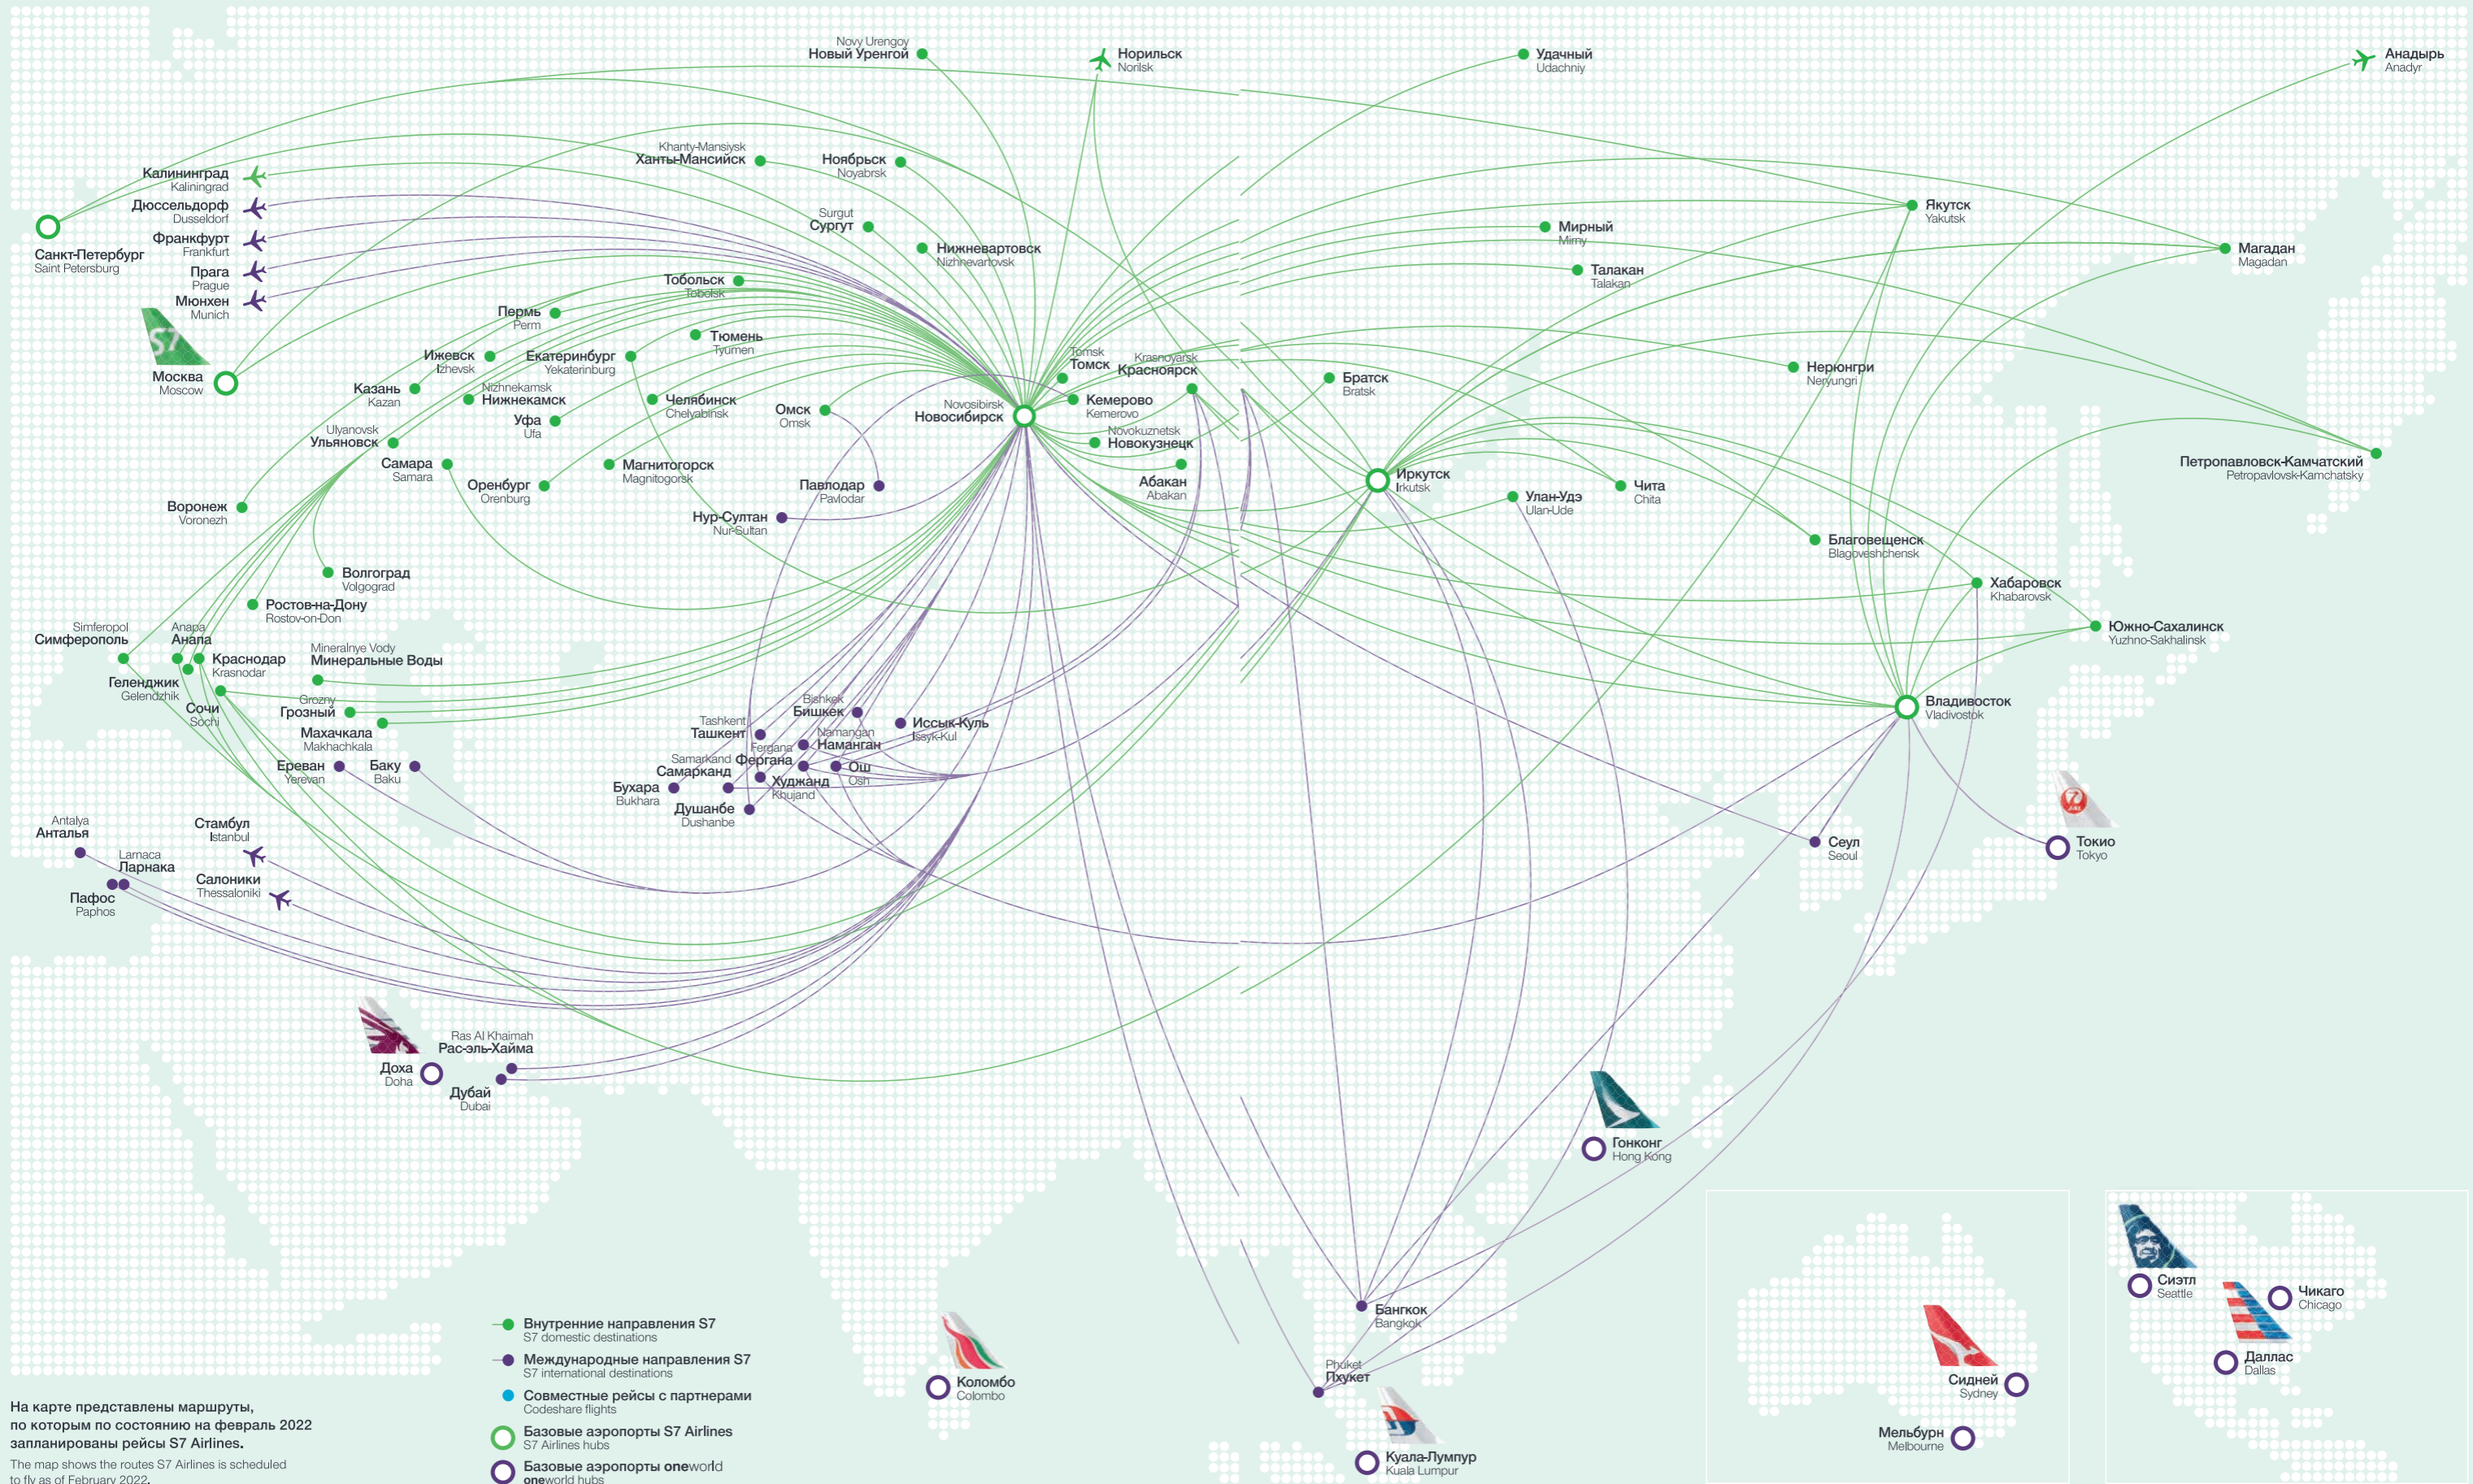 Novy Urengoy
Новый Уренгой
Норильск
Norilsk
Удачный
Udachniy
Анадырь
Anadyr
Khanty-Mansiysk
Ханты-Мансийск
Ноябрьск
Noyabrsk
Калининград
Kaliningrad
Дюссельдорф
Dusseldorf
Франкфурт
Frankfurt
Прага
Prague
Мюнхен
Munich
Санкт-Петербург
Saint Petersburg
S7
Москва
Moscow
Surgut
Сургут
Нижневартовск
Nizhnevartovsk
Тобольск
Tobolsk
Пермь
Perm
Тюмень
Tyumen
Ижевск
Izhevsk
Екатеринбург
Yekaterinburg
Казань
Kazan
Nizhnekamsk
Нижнекамск
Уфа
Ufa
Челябинск
Chelyabinsk
Омск
Omsk
Novosibirsk
Новосибирск
Tomsk
Томск
Krasnoyarsk
Красноярск
Кемерово
Kemerovo
Novokuznetsk
Новокузнецк
Абакан
Abakan
Ulyanovsk
Ульяновск
Самара
Samara
Оренбург
Orenburg
Магнитогорск
Magnitogorsk
Павлодар
Pavlodar
Нур-Султан
Nur-Sultan
Воронеж
Voronezh
Волгоград
Volgograd
Ростов-на-Дону
Rostov-on-Don
Simferopol
Симферополь
Anapa
Анапа
Краснодар
Krasnodar
Геленджик
Gelendzhik
Сочи
Sochi
Mineralnye Vody
Минеральные Воды
Grozny
Грозный
Махачкала
Makhachkala
Ереван
Yerevan
Баку
Baku
Якутск
Yakutsk
Мирный
Mirny
Талакан
Talakan
Магадан
Magadan
Братск
Bratsk
Нерюнгри
Neryungri
Петропавловск-Камчатский
Petropavlovsk-Kamchatsky
Иркутск
Irkutsk
Улан-Удэ
Ulan-Ude
Чита
Chita
Благовещенск
Blagoveshchensk
Хабаровск
Khabarovsk
Южно-Сахалинск
Yuzhno-Sakhalinsk
Владивосток
Vladivostok
Bishkek
Бишкек
Иссык-Куль
Issyk-Kul
Tashkent
Ташкент
Namangan
Наманган
Fergana
Фергана
Samarkand
Самарканд
Ош
Osh
Худжанд
Khujand
Бухара
Bukhara
Душанбе
Dushanbe
Antalya
Анталья
Стамбул
Istanbul
Larnaca
Ларнака
Салоники
Thessaloniki
Пафос
Paphos
Сеул
Seoul
JAL
Токио
Tokyo
Доха
Doha
Ras Al Khaimah
Рас-эль-Хайма
Дубай
Dubai
Гонконг
Hong Kong
Бангкок
Bangkok
Phuket
Пхукет
Коломбо
Colombo
Куала-Лумпур
Kuala Lumpur
Сидней
Sydney
Мельбурн
Melbourne
Сиэтл
Seattle
Чикаго
Chicago
Даллас
Dallas
Внутренние направления S7
S7 domestic destinations
Международные направления S7
S7 international destinations
Совместные рейсы с партнерами
Codeshare flights
Базовые аэропорты S7 Airlines
S7 Airlines hubs
Базовые аэропорты oneworld
oneworld hubs
На карте представлены маршруты,
по которым по состоянию на февраль 2022
запланированы рейсы S7 Airlines.
The map shows the routes S7 Airlines is scheduled
to fly as of February 2022.